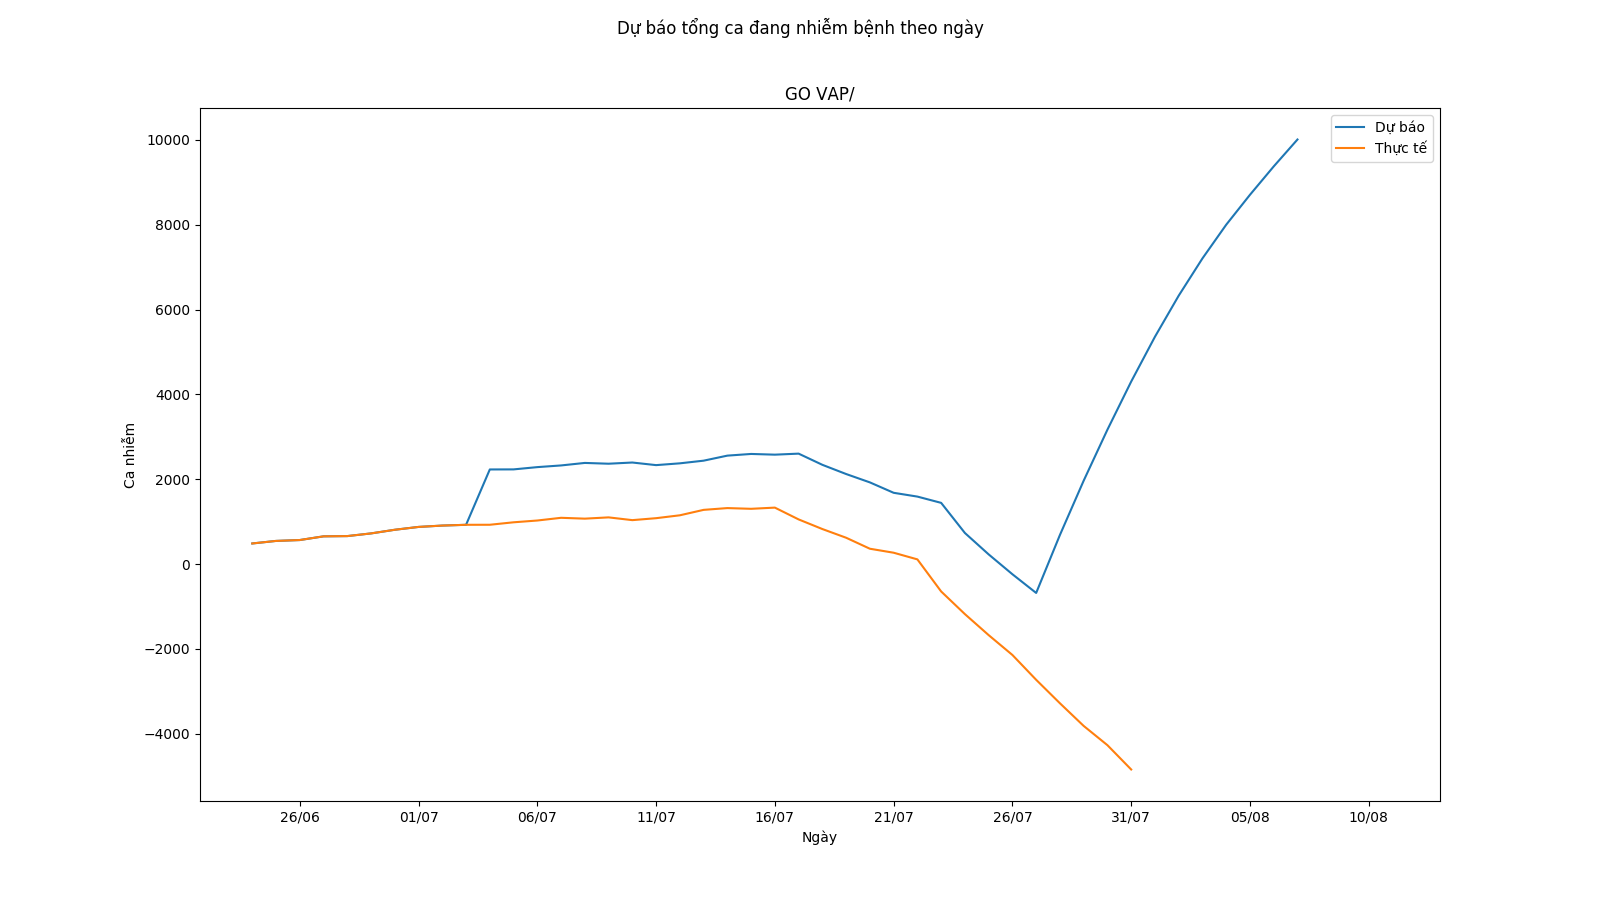 Dự báo tổng ca đang nhiễm bệnh theo ngày
GO VAP/
Dự báo
Thực tế
10000
8000
6000
4000
2000
0
−2000
−4000
Ca nhiễm
26/06 01/07 06/07 11/07 16/07 21/07 26/07 31/07 05/08 10/08
Ngày